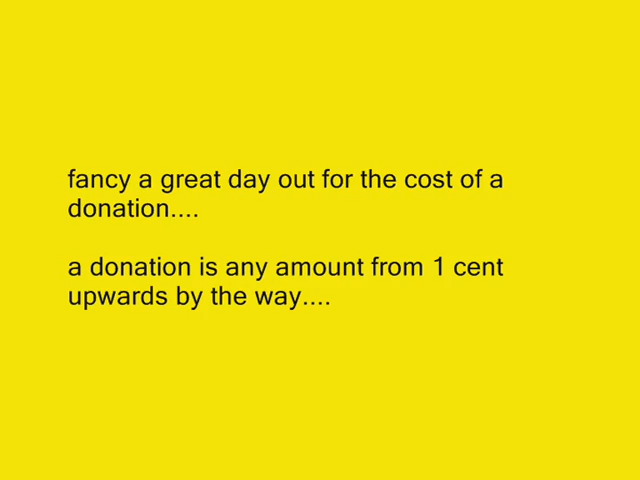 fancy a great day out for the cost of a
donation....
a donation is any amount from 1 cent
upwards by the way....